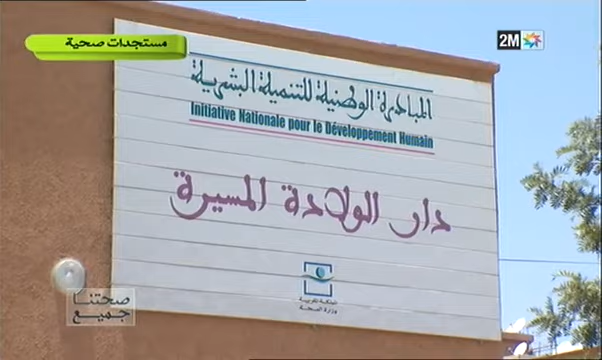 مستجدات صحية
2M
المبادرة الوطنية للتنمية البشرية
Initiative Nationale pour le Développement Humain
دار الولادة المسيرة
المملكة المغربية
وزارة الصحة
صحتنا
جميع